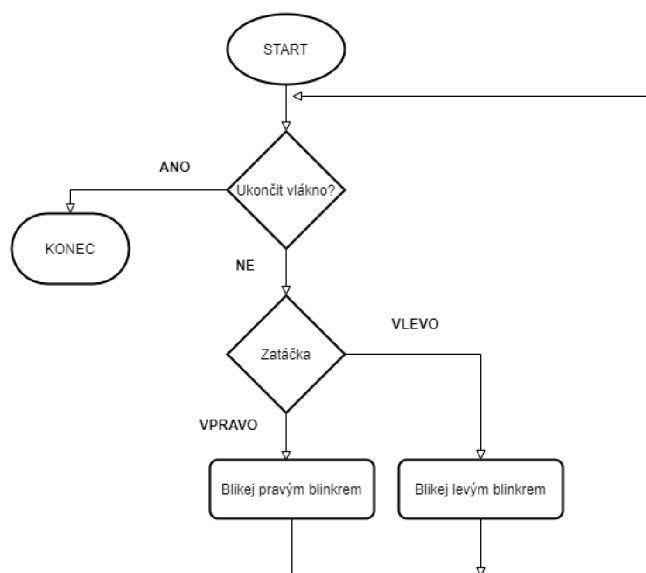 START
ANO
Ukončit vlákno?
KONEC
NE
VLEVO
Zatáčka
VPRAVO
Blikej pravým blinkrem
Blikej levým blinkrem